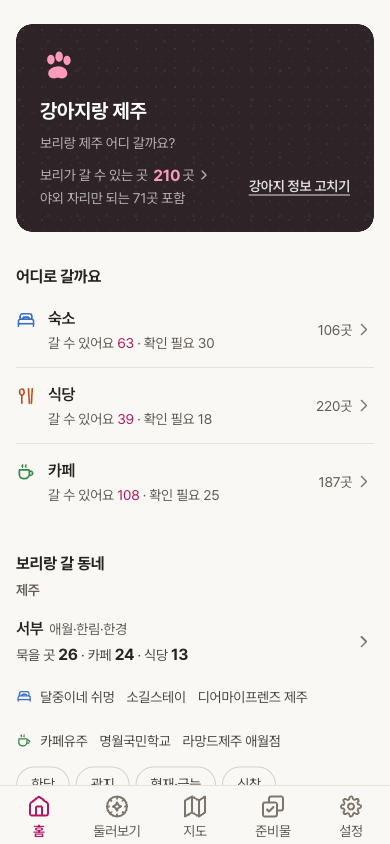 강아지랑 제주
보리랑 제주 어디 갈까요?
보리가 갈 수 있는 곳 210곳
야외 자리만 되는 71곳 포함
강아지 정보 고치기
어디로 갈까요
숙소
갈 수 있어요 63 · 확인 필요 30
106곳
식당
갈 수 있어요 39 · 확인 필요 18
220곳
카페
갈 수 있어요 108 · 확인 필요 25
187곳
보리랑 갈 동네
제주
서부 애월·한림·한경
묵을 곳 26 · 카페 24 · 식당 13
달중이네 쉬멍 소길스테이 디어마이프렌즈 제주
카페유주 명월국민학교 라망드제주 애월점
홈 둘러보기 지도 준비물 설정